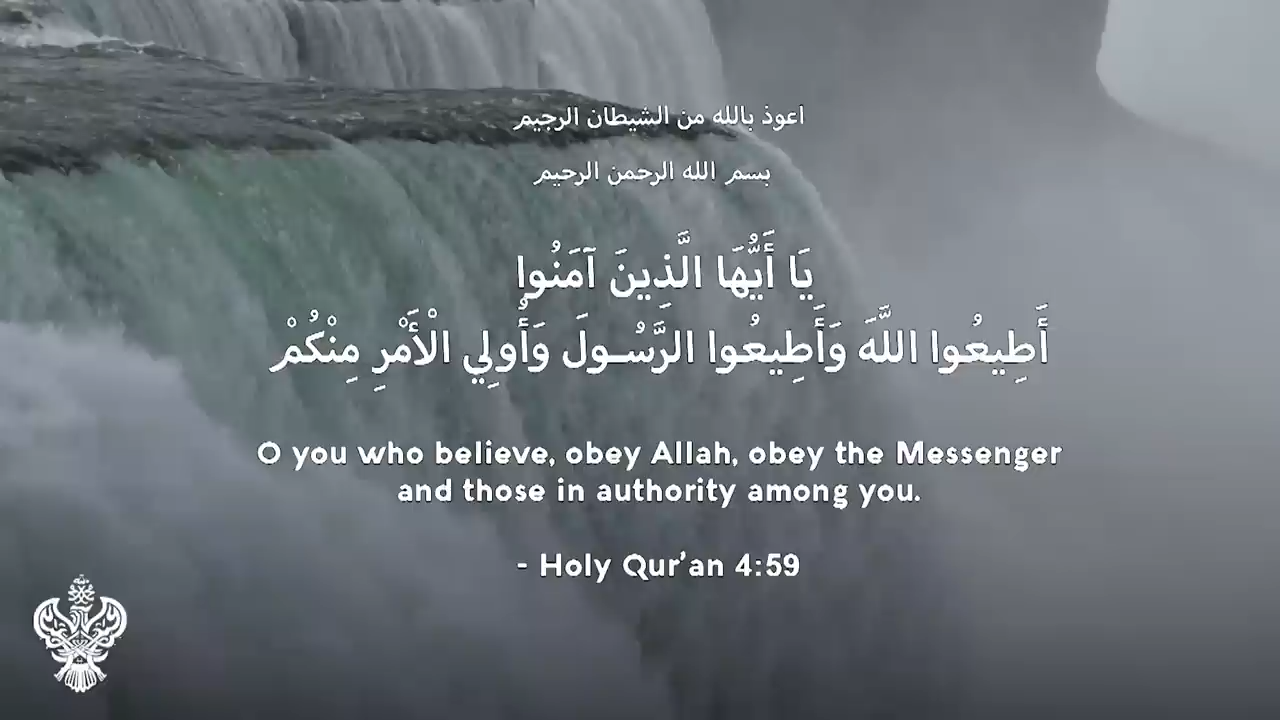 اعوذ بالله من الشيطان الرجيم
بسم الله الرحمن الرحيم
يَا أَيُّهَا الَّذِينَ آمَنُوا
أَطِيعُوا اللَّهَ وَأَطِيعُوا الرَّسُـولَ وَأُولِي الْأَمْرِ مِنْكُمْ
O you who believe, obey Allah, obey the Messenger
and those in authority among you.
- Holy Qur'an 4:59